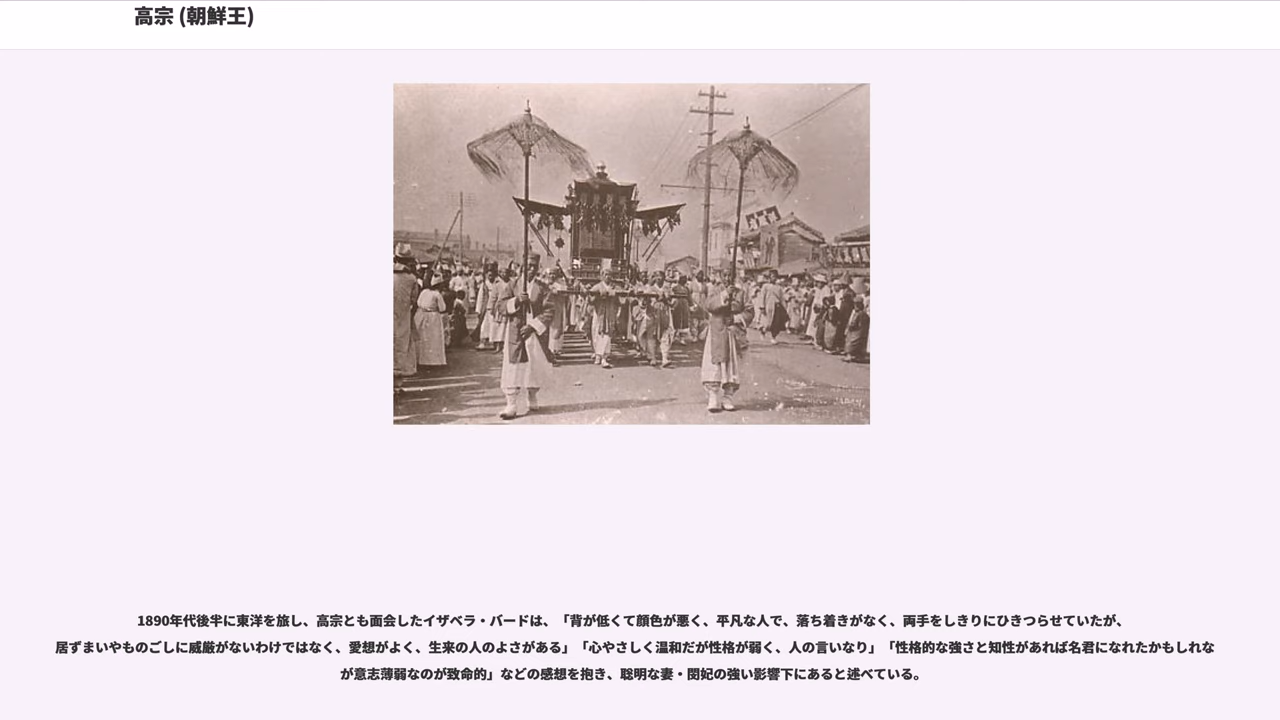 高宗 (朝鮮王)
1890年代後半に東洋を旅し、高宗とも面会したイザベラ・バードは、「背が低くて顔色が悪く、平凡な人で、落ち着きがなく、両手をしきりにひきつらせていたが、
居ずまいやものごしに威厳がないわけではなく、愛想がよく、生来の人のよさがある」「心やさしく温和だが性格が弱く、人の言いなり」「性格的な強さと知性があれば名君になれたかもしれな
が意志薄弱なのが致命的」などの感想を抱き、聡明な妻・閔妃の強い影響下にあると述べている。